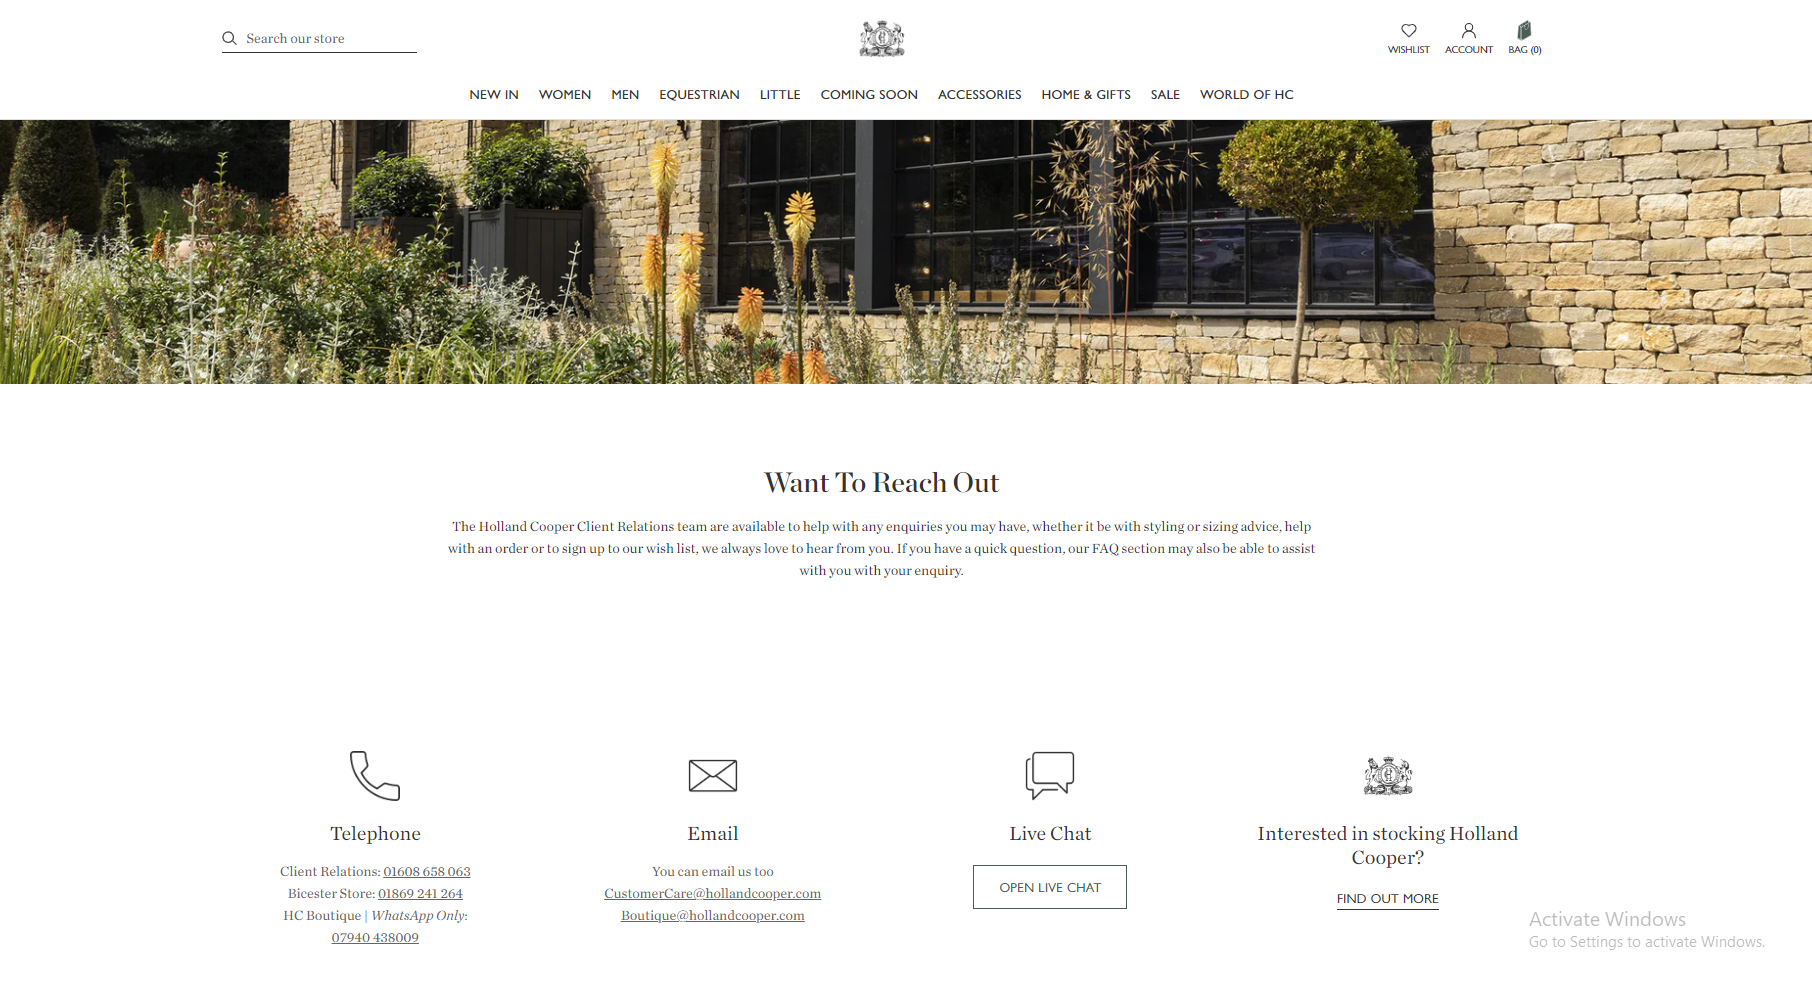 Search our store
WISHLIST
ACCOUNT
BAG (0)
NEW IN
WOMEN
MEN
EQUESTRIAN
LITTLE
COMING SOON
ACCESSORIES
HOME & GIFTS
SALE
WORLD OF HC
Want To Reach Out
The Holland Cooper Client Relations team are available to help with any enquiries you may have, whether it be with styling or sizing advice, help
with an order or to sign up to our wish list, we always love to hear from you. If you have a quick question, our FAQ section may also be able to assist
with you with your enquiry.
Telephone
Client Relations: 01608 658 063
Bicester Store: 01869 241 264
HC Boutique | WhatsApp Only:
07940 438009
Email
You can email us too
CustomerCare@hollandcooper.com
Boutique@hollandcooper.com
Live Chat
OPEN LIVE CHAT
Interested in stocking Holland
Cooper?
FIND OUT MORE
Activate Windows
Go to Settings to activate Windows.